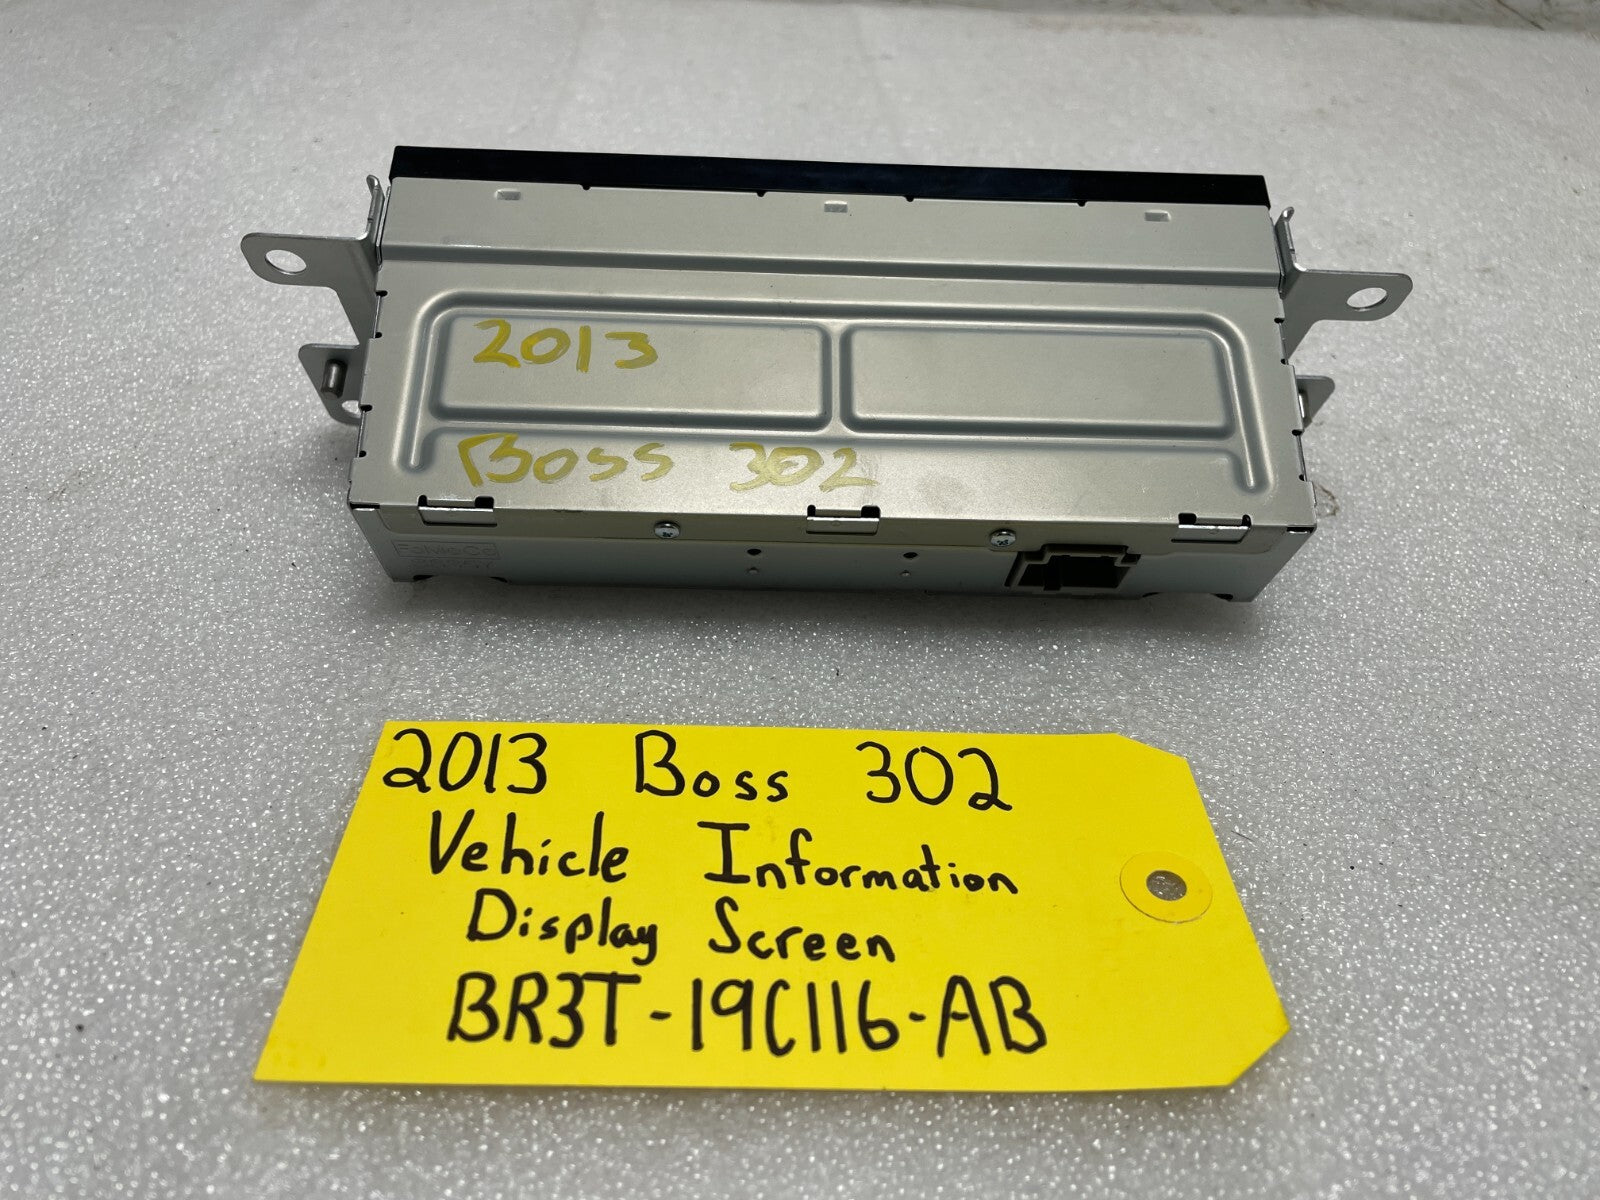 2013
Boss 302
2013 Boss 302
Vehicle Information
Display Screen
BR3T-19C116-AB